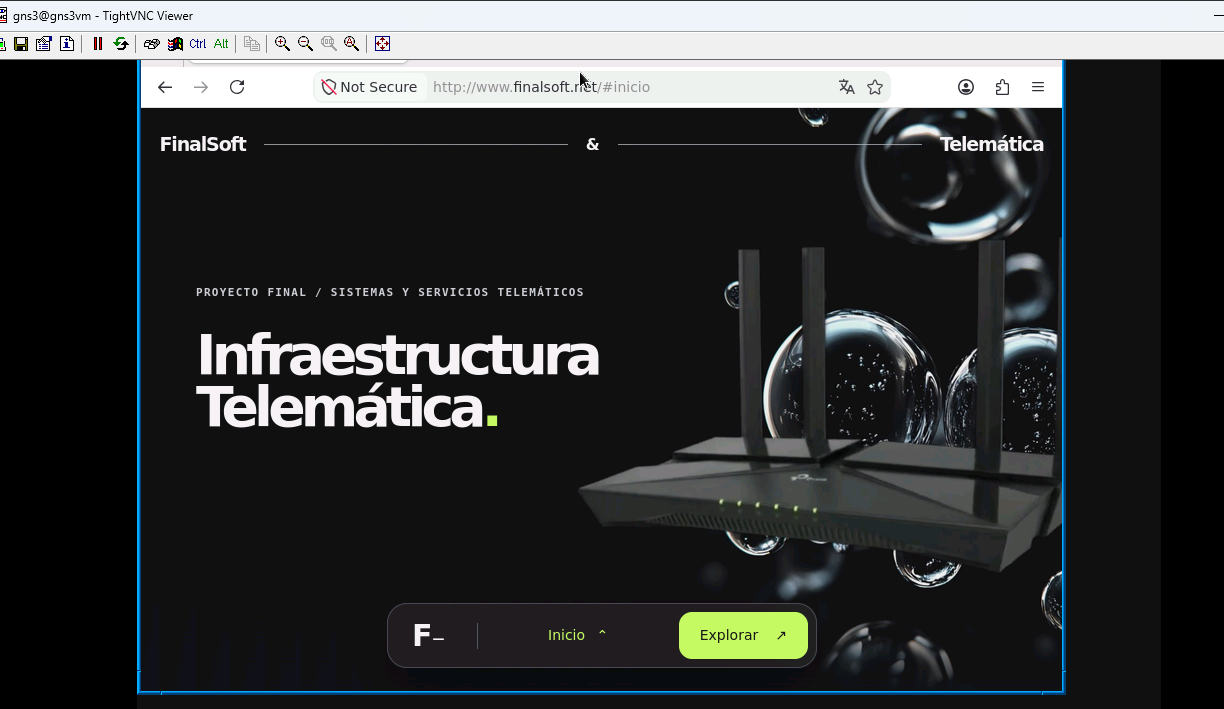 gns3@gns3vm - TightVNC Viewer
Ctrl Alt
Not Secure http://www.finalsoft.net/#inicio
FinalSoft & Telemática
PROYECTO FINAL / SISTEMAS Y SERVICIOS TELEMÁTICOS
Infraestructura
Telemática.
F_ Inicio Explorar